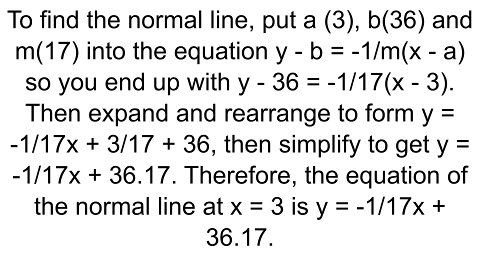 To find the normal line, put a (3), b(36) and
m(17) into the equation y - b = -1/m(x - a)
so you end up with y - 36 = -1/17(x - 3).
Then expand and rearrange to form y =
-1/17x + 3/17 + 36, then simplify to get y =
-1/17x + 36.17. Therefore, the equation of
the normal line at x = 3 is y = -1/17x +
36.17.